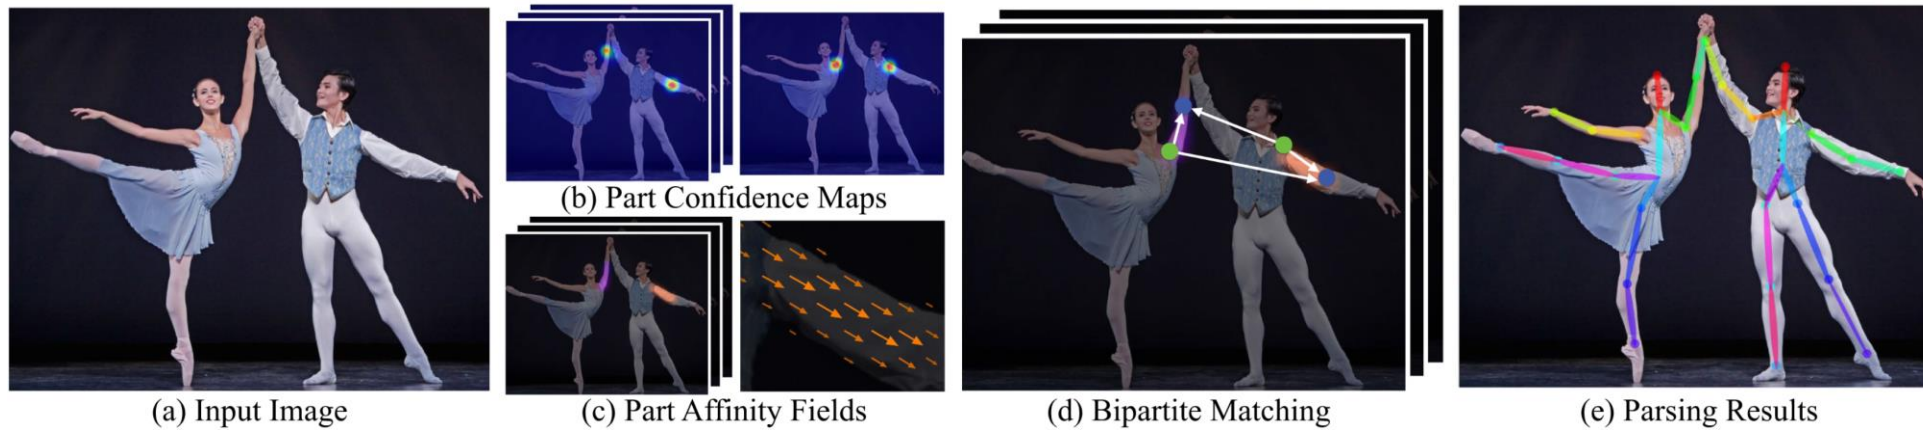 (a) Input Image
(b) Part Confidence Maps
(c) Part Affinity Fields
(d) Bipartite Matching
(e) Parsing Results